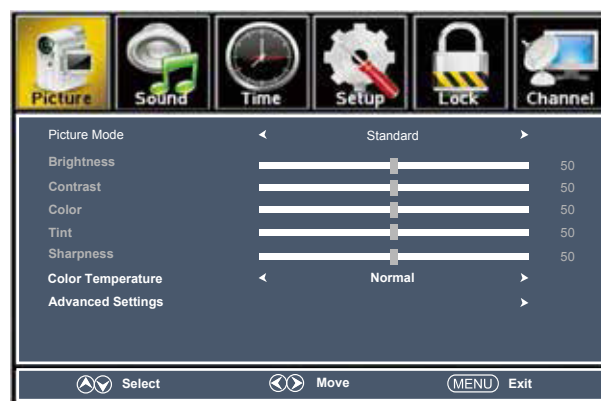 Picture Sound Time Setup Lock Channel
Picture Mode Standard
Brightness 50
Contrast 50
Color 50
Tint 50
Sharpness 50
Color Temperature Normal
Advanced Settings
Select Move MENU Exit